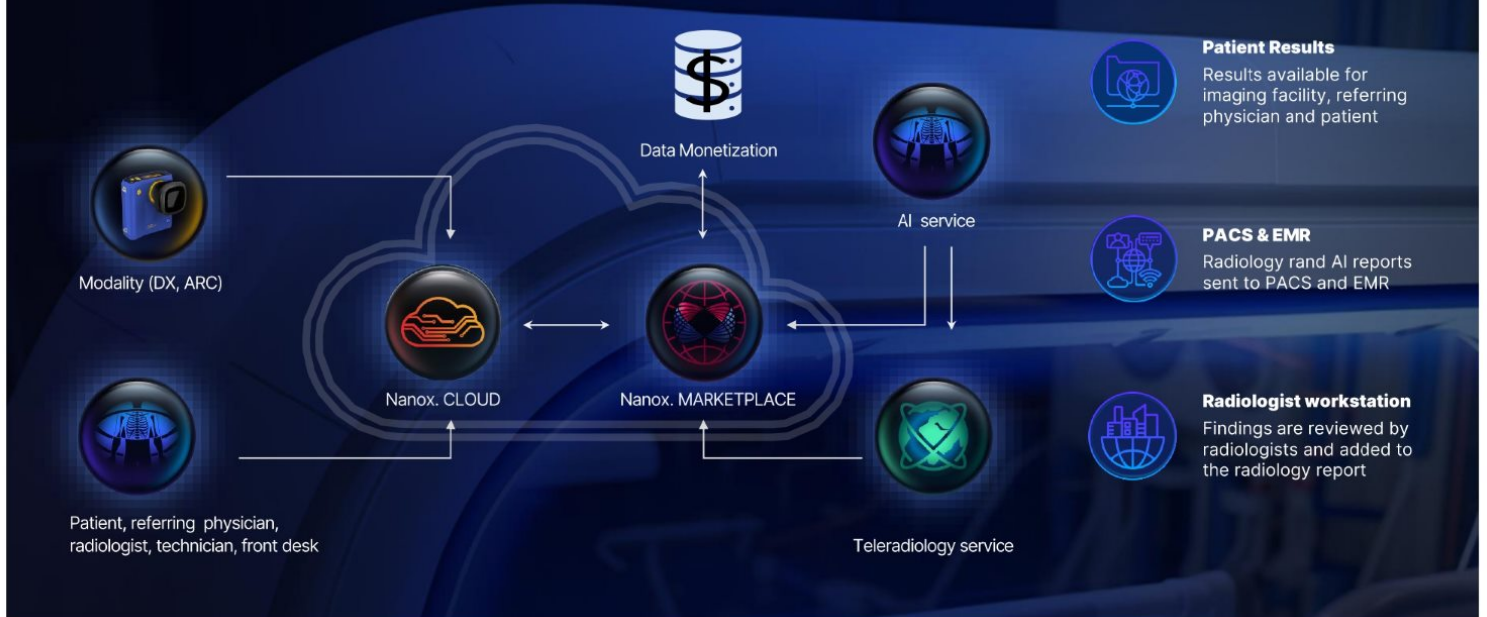 Data Monetization
Modality (DX, ARC)
Patient, referring physician,
radiologist, technician, front desk
Nanox. CLOUD
Nanox. MARKETPLACE
AI service
Teleradiology service
Patient Results
Results available for
imaging facility, referring
physician and patient
PACS & EMR
Radiology rand AI reports
sent to PACS and EMR
Radiologist workstation
Findings are reviewed by
radiologists and added to
the radiology report